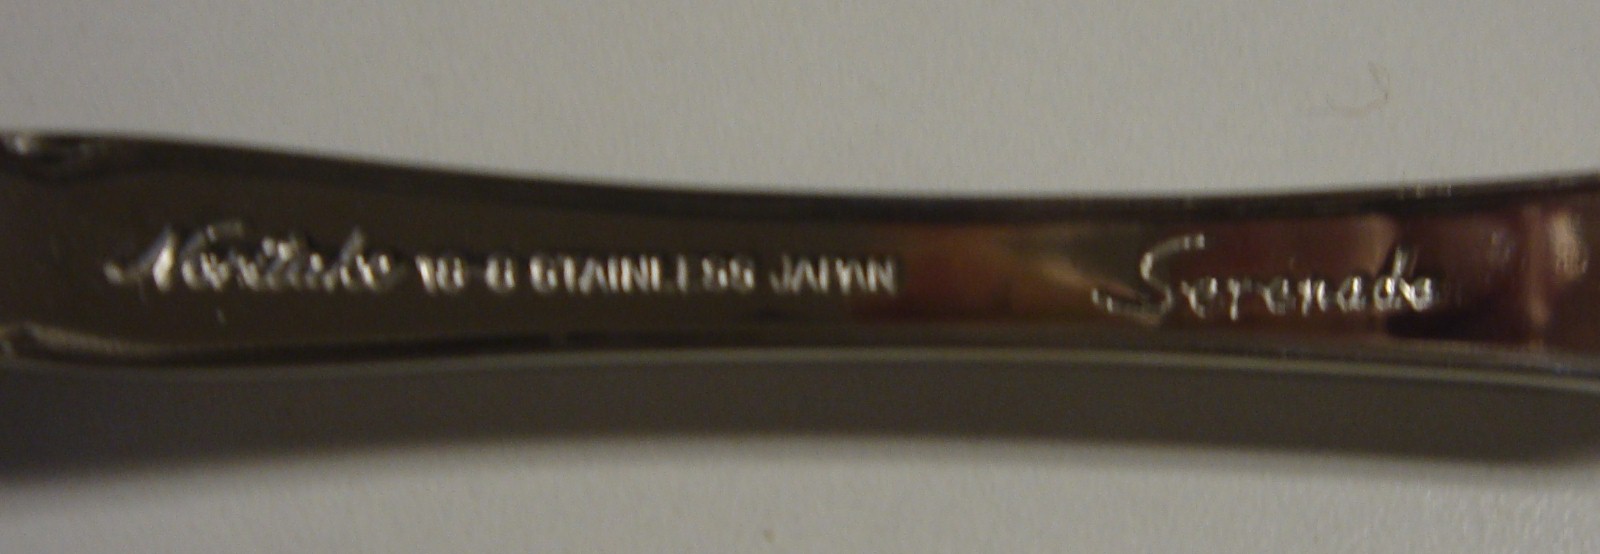 Noritake 18-8 STAINLESS JAPAN Serenade